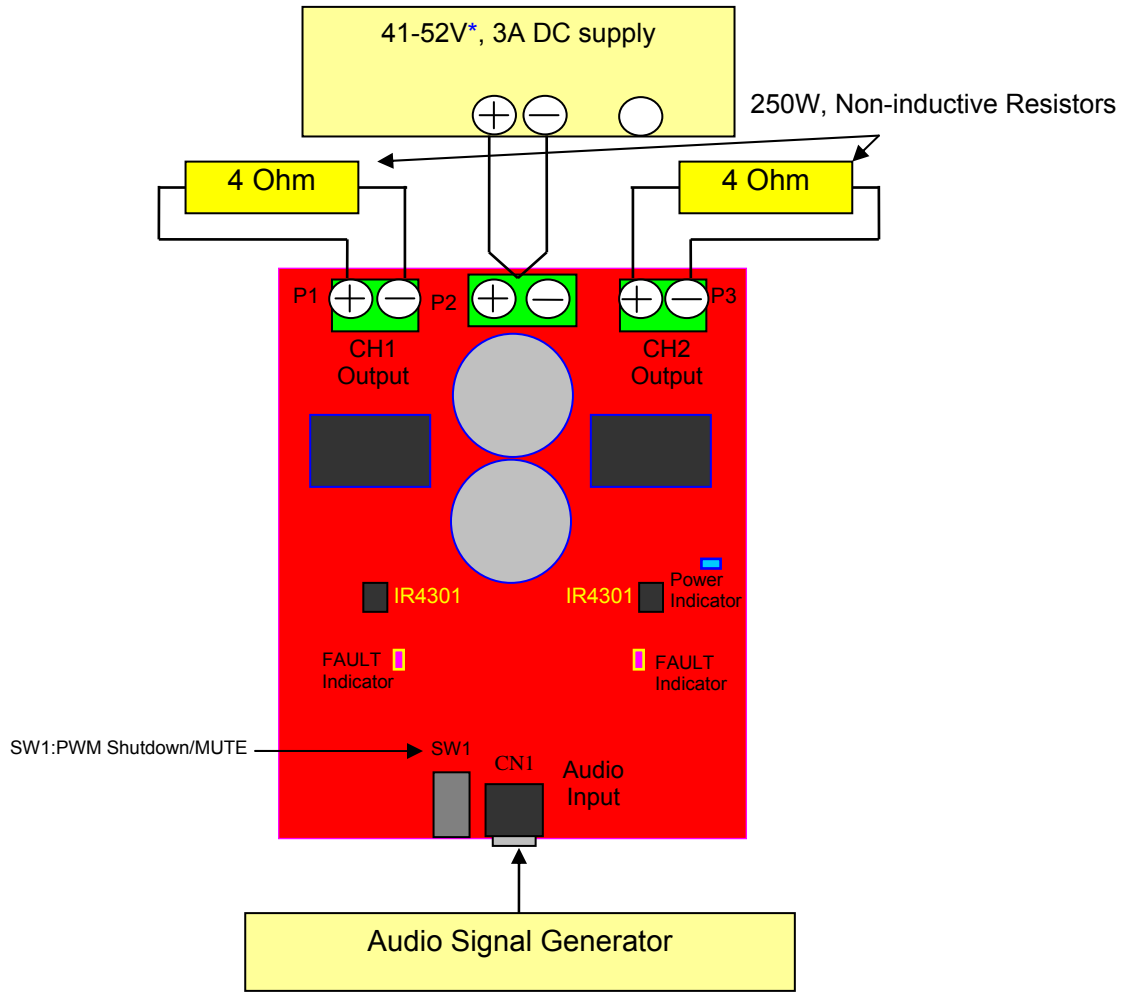 41-52V*, 3A DC supply
250W, Non-inductive Resistors
4 Ohm
4 Ohm
P1
P2
P3
CH1
Output
CH2
Output
IR4301
IR4301
Power
Indicator
FAULT
Indicator
FAULT
Indicator
SW1:PWM Shutdown/MUTE
SW1
CN1
Audio
Input
Audio Signal Generator